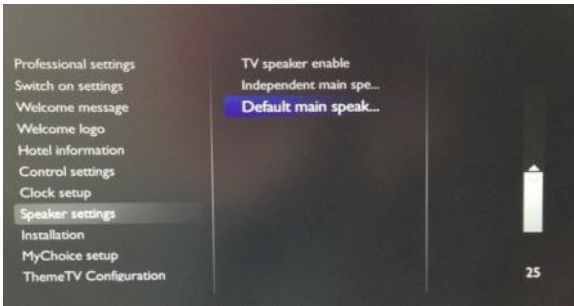 Professional settings
Switch on settings
Welcome message
Welcome logo
Hotel information
Control settings
Clock setup
Speaker settings
Installation
MyChoice setup
ThemeTV Configuration
TV speaker enable
Independent main spe...
Default main speak...
25